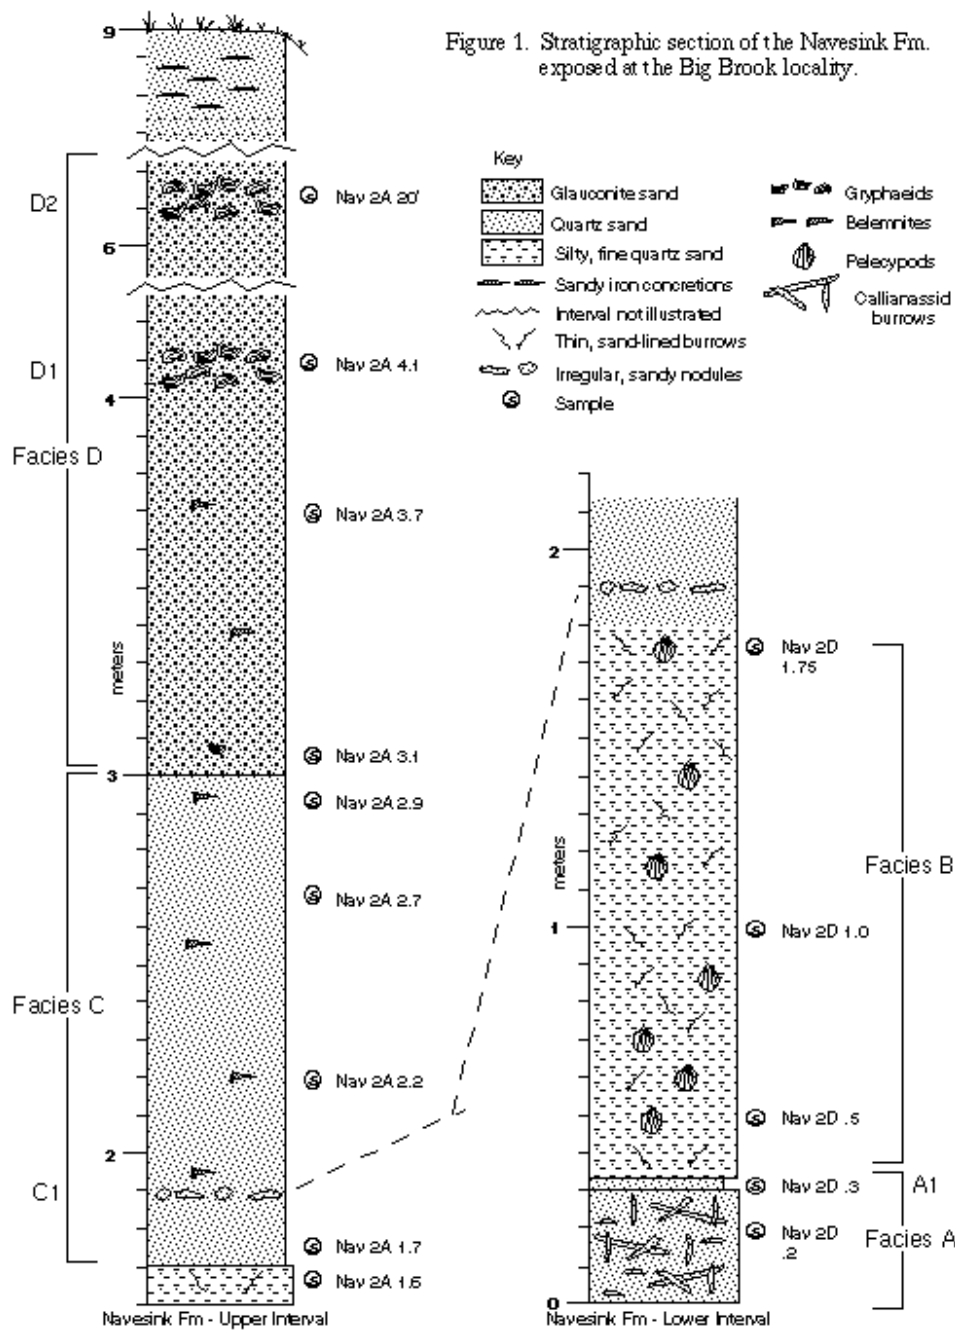 Figure 1. Stratigraphic section of the Navesink Fm.
exposed at the Big Brook locality.
Key
Glauconite sand
Quartz sand
Silty, fine quartz sand
Sandy iron concretions
Interval not illustrated
Thin, sand-lined burrows
Irregular, sandy nodules
S
Sample
Gryphaeids
Belemnites
Pelecypods
Callianassid
burrows
9
D2
S
Nav 2A 20'
6
D1
S
Nav 2A 4.1
4
Facies D
S
Nav 2A 3.7
meters
S
Nav 2A 3.1
3
S
Nav 2A 2.9
S
Nav 2A 2.7
Facies C
S
Nav 2A 2.2
2
C1
S
Nav 2A 1.7
S
Nav 2A 1.6
Navesink Fm - Upper Interval
2
S
Nav 2D
1.75
Facies B
meters
1
S
Nav 2D 1.0
S
Nav 2D .5
S
Nav 2D .3
A1
S
Nav 2D
.2
Facies A
0
Navesink Fm - Lower Interval